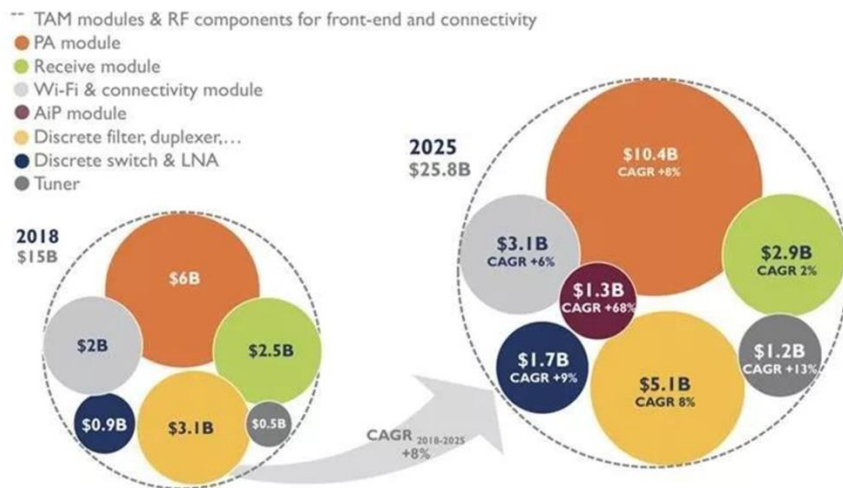 -- TAM modules & RF components for front-end and connectivity
PA module
Receive module
Wi-Fi & connectivity module
AiP module
Discrete filter, duplexer,...
Discrete switch & LNA
Tuner
2018
$15B
$6B
$2B
$2.5B
$0.9B
$3.1B
$0.5B
CAGR 2018-2025
+8%
2025
$25.8B
$10.4B
CAGR +8%
$3.1B
CAGR +6%
$2.9B
CAGR 2%
$1.3B
CAGR +68%
$1.7B
CAGR +9%
$5.1B
CAGR 8%
$1.2B
CAGR +13%